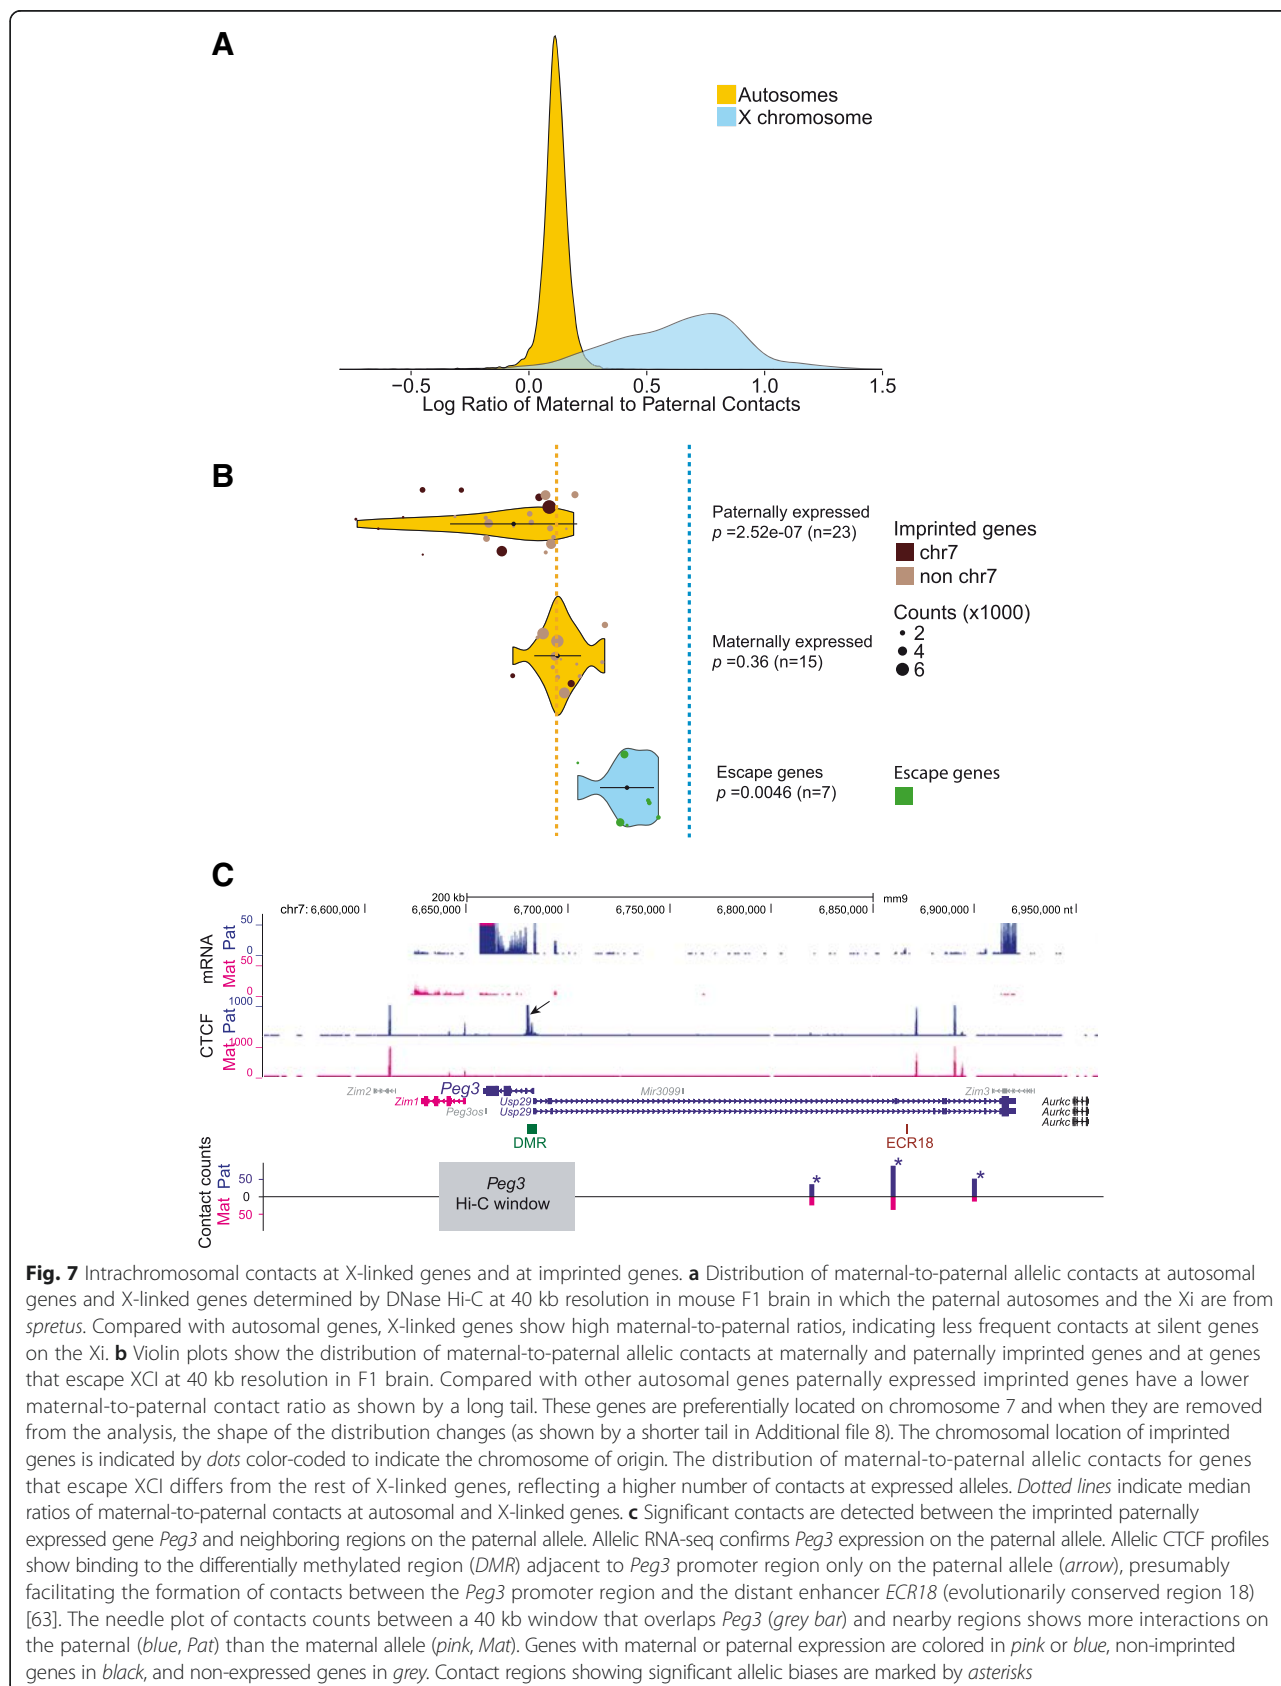 A
Autosomes
X chromosome
−0.5 0.0 0.5 1.0 1.5
Log Ratio of Maternal to Paternal Contacts
B
Paternally expressed
p =2.52e-07 (n=23)
Imprinted genes
chr7
non chr7
Counts (x1000)
2
4
6
Maternally expressed
p =0.36 (n=15)
Escape genes
p =0.0046 (n=7)
Escape genes
C
200 kb mm9
chr7: 6,600,000 6,650,000 6,700,000 6,750,000 6,800,000 6,850,000 6,900,000 6,950,000 nt
mRNA
Pat
50
0
Mat
50
0
CTCF
Pat
1000
Mat
1000
0
Zim2 Peg3 Mir3099 Zim3
Zim1 Usp29 Aurkc
Peg3os Usp29 Aurkc
Aurkc
DMR ECR18
Contact counts
Pat
50
0
Mat
50
Peg3
Hi-C window
* * *
Fig. 7 Intrachromosomal contacts at X-linked genes and at imprinted genes. a Distribution of maternal-to-paternal allelic contacts at autosomal
genes and X-linked genes determined by DNase Hi-C at 40 kb resolution in mouse F1 brain in which the paternal autosomes and the Xi are from
spretus. Compared with autosomal genes, X-linked genes show high maternal-to-paternal ratios, indicating less frequent contacts at silent genes
on the Xi. b Violin plots show the distribution of maternal-to-paternal allelic contacts at maternally and paternally imprinted genes and at genes
that escape XCI at 40 kb resolution in F1 brain. Compared with other autosomal genes paternally expressed imprinted genes have a lower
maternal-to-paternal contact ratio as shown by a long tail. These genes are preferentially located on chromosome 7 and when they are removed
from the analysis, the shape of the distribution changes (as shown by a shorter tail in Additional file 8). The chromosomal location of imprinted
genes is indicated by dots color-coded to indicate the chromosome of origin. The distribution of maternal-to-paternal allelic contacts for genes
that escape XCI differs from the rest of X-linked genes, reflecting a higher number of contacts at expressed alleles. Dotted lines indicate median
ratios of maternal-to-paternal contacts at autosomal and X-linked genes. c Significant contacts are detected between the imprinted paternally
expressed gene Peg3 and neighboring regions on the paternal allele. Allelic RNA-seq confirms Peg3 expression on the paternal allele. Allelic CTCF profiles
show binding to the differentially methylated region (DMR) adjacent to Peg3 promoter region only on the paternal allele (arrow), presumably
facilitating the formation of contacts between the Peg3 promoter region and the distant enhancer ECR18 (evolutionarily conserved region 18)
[63]. The needle plot of contacts counts between a 40 kb window that overlaps Peg3 (grey bar) and nearby regions shows more interactions on
the paternal (blue, Pat) than the maternal allele (pink, Mat). Genes with maternal or paternal expression are colored in pink or blue, non-imprinted
genes in black, and non-expressed genes in grey. Contact regions showing significant allelic biases are marked by asterisks